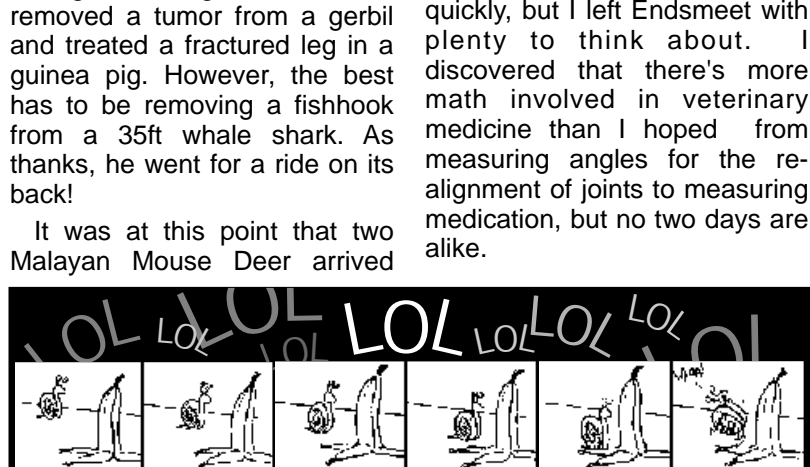 removed a tumor from a gerbil
and treated a fractured leg in a
guinea pig. However, the best
has to be removing a fishhook
from a 35ft whale shark. As
thanks, he went for a ride on its
back!
It was at this point that two
Malayan Mouse Deer arrived
quickly, but I left Endsmeet with
plenty to think about. I
discovered that there's more
math involved in veterinary
medicine than I hoped from
measuring angles for the re-
alignment of joints to measuring
medication, but no two days are
alike.
LOL LOL LOL LOL LOL LOL LOL LOL LOL